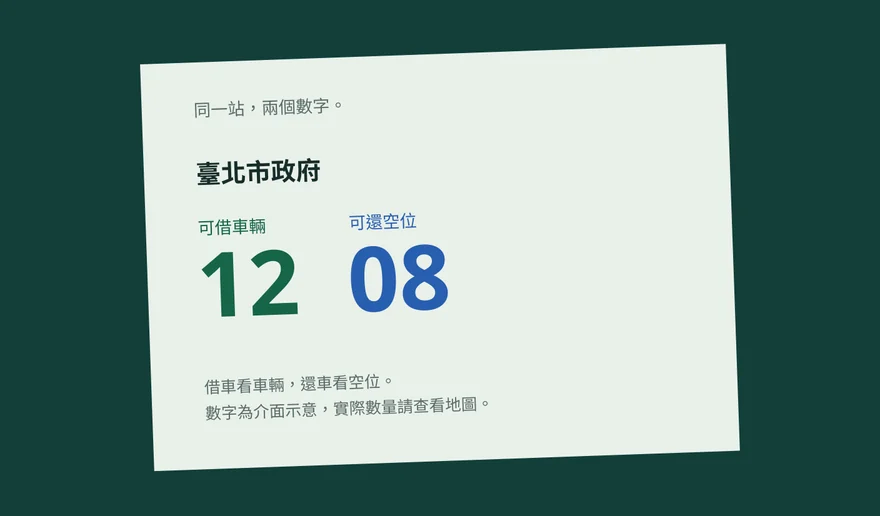 同一站，兩個數字。
臺北市政府
可借車輛 可還空位
12 08
借車看車輛，還車看空位。
數字為介面示意，實際數量請查看地圖。